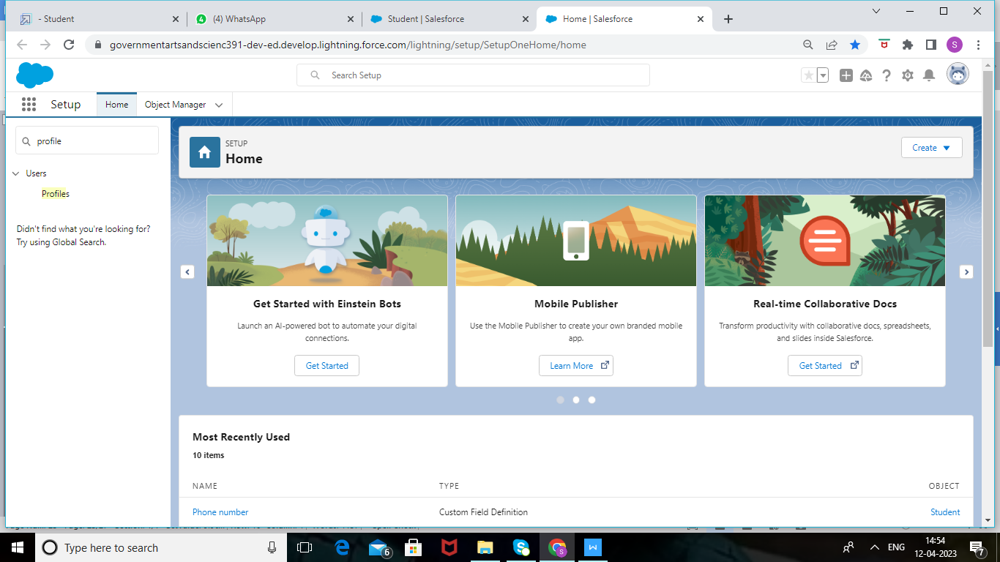 - Student
(4) WhatsApp
Student | Salesforce
Home | Salesforce
governmentartsandscienc391-dev-ed.develop.lightning.force.com/lightning/setup/SetupOneHome/home
S
Search Setup
Setup
Home
Object Manager
profile
Users
Profiles
Didn't find what you're looking for?
Try using Global Search.
SETUP
Home
Create
Get Started with Einstein Bots
Launch an AI-powered bot to automate your digital
connections.
Get Started
Mobile Publisher
Use the Mobile Publisher to create your own branded mobile
app.
Learn More
Real-time Collaborative Docs
Transform productivity with collaborative docs, spreadsheets,
and slides inside Salesforce.
Get Started
Most Recently Used
10 items
NAME TYPE OBJECT
Phone number Custom Field Definition Student
Type here to search
6
ENG
14:54
12-04-2023
7